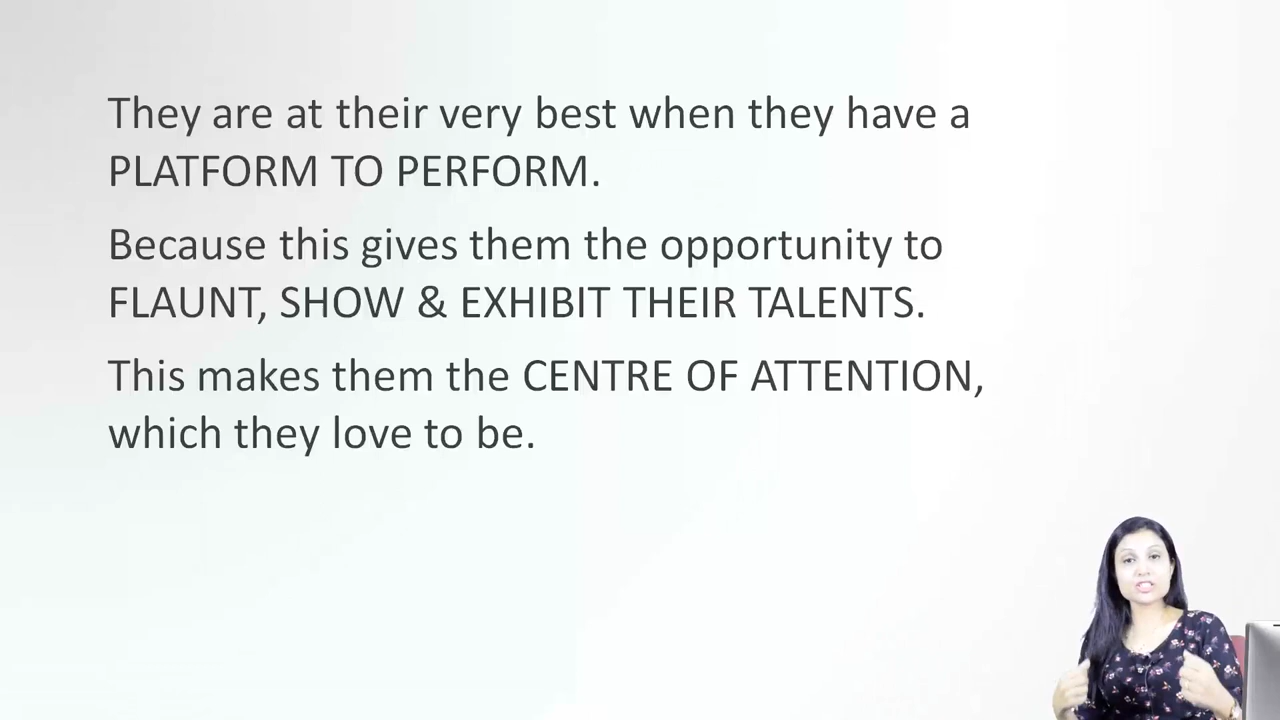 They are at their very best when they have a
PLATFORM TO PERFORM.
Because this gives them the opportunity to
FLAUNT, SHOW & EXHIBIT THEIR TALENTS.
This makes them the CENTRE OF ATTENTION,
which they love to be.